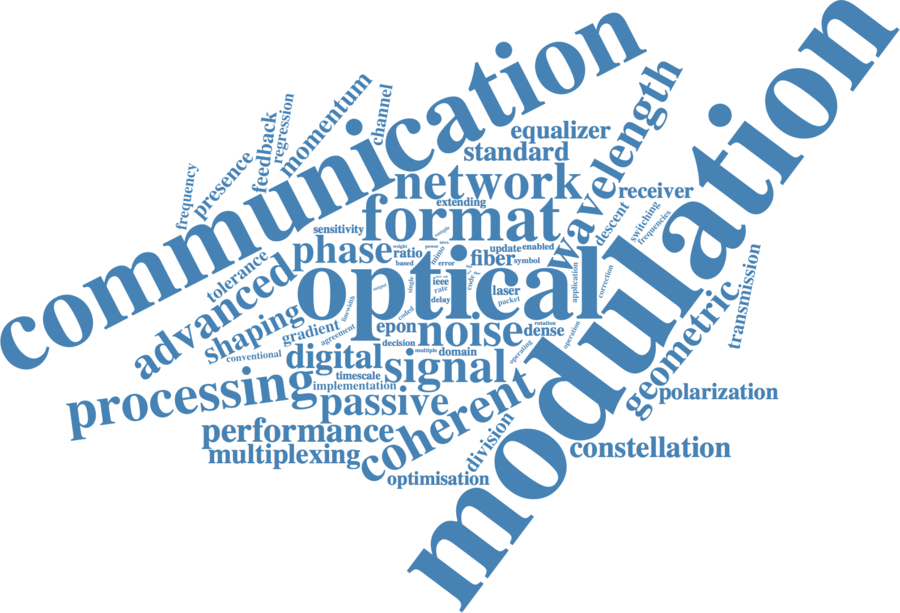 communication
modulation
optical
frequency
presence
feedback
regression
momentum
channel
equalizer
standard
wavelength
network
extending
receiver
format
descent
switching
frequencies
sensitivity
phase
ratio
based
weight
power
error
update
enabled
fiber
symbol
tolerance
advanced
ieee
rate
delay
single
output
code
laser
packet
application
correction
transmission
geometric
linewidth
coded
shaping
gradient
agreement
epon
noise
rotation
dense
operation
operating
conventional
decision
multiple
domain
digital
signal
timescale
implementation
processing
passive
coherent
polarization
performance
multiplexing
division
constellation
optimisation